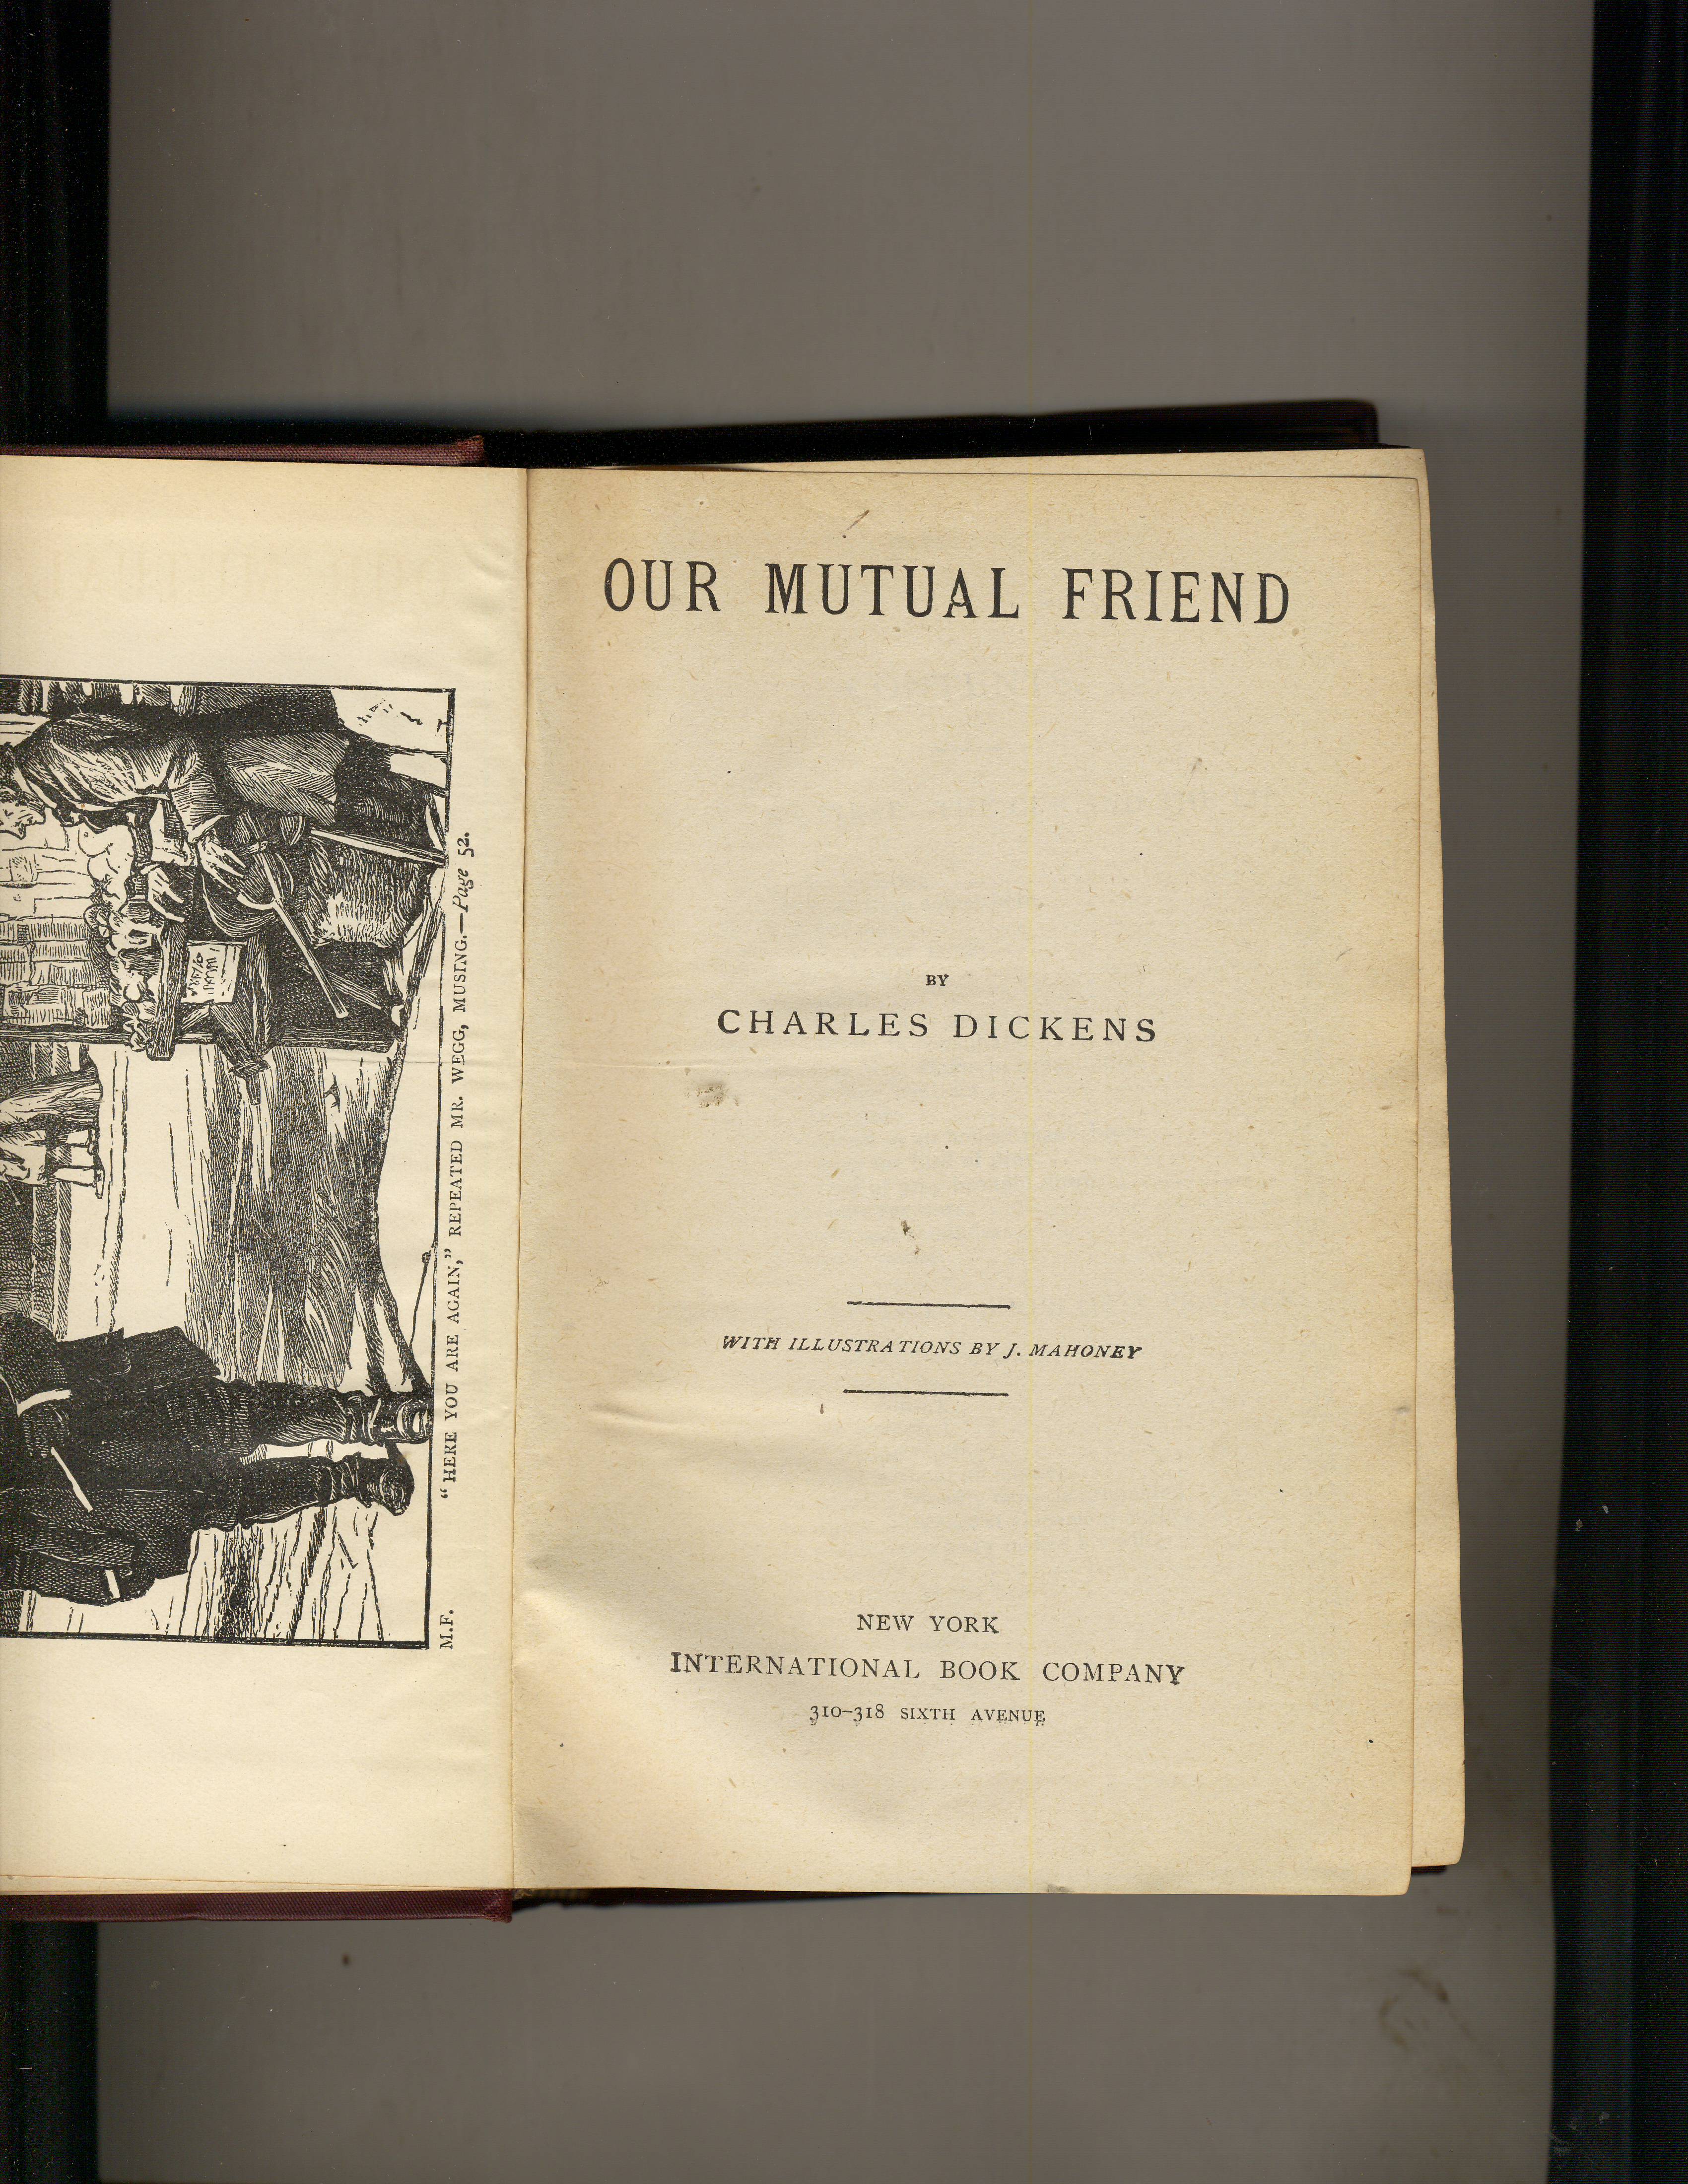 "HERE YOU ARE AGAIN," REPEATED MR. WEGG, MUSING.—Page 52.
M.F.
OUR MUTUAL FRIEND
BY
CHARLES DICKENS
WITH ILLUSTRATIONS BY J. MAHONEY
NEW YORK
INTERNATIONAL BOOK COMPANY
310–318 SIXTH AVENUE